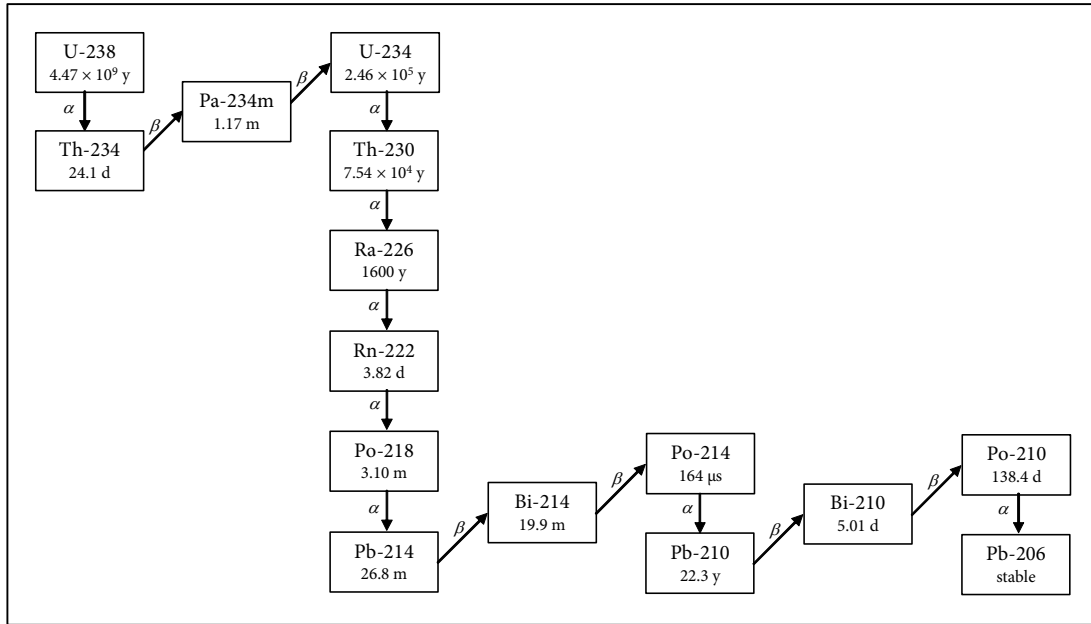 U-238
4.47 × 10⁹ y
α
Th-234
24.1 d
β
Pa-234m
1.17 m
β
U-234
2.46 × 10⁵ y
α
Th-230
7.54 × 10⁴ y
α
Ra-226
1600 y
α
Rn-222
3.82 d
α
Po-218
3.10 m
α
Pb-214
26.8 m
β
Bi-214
19.9 m
β
Po-214
164 µs
α
Pb-210
22.3 y
β
Bi-210
5.01 d
β
Po-210
138.4 d
α
Pb-206
stable